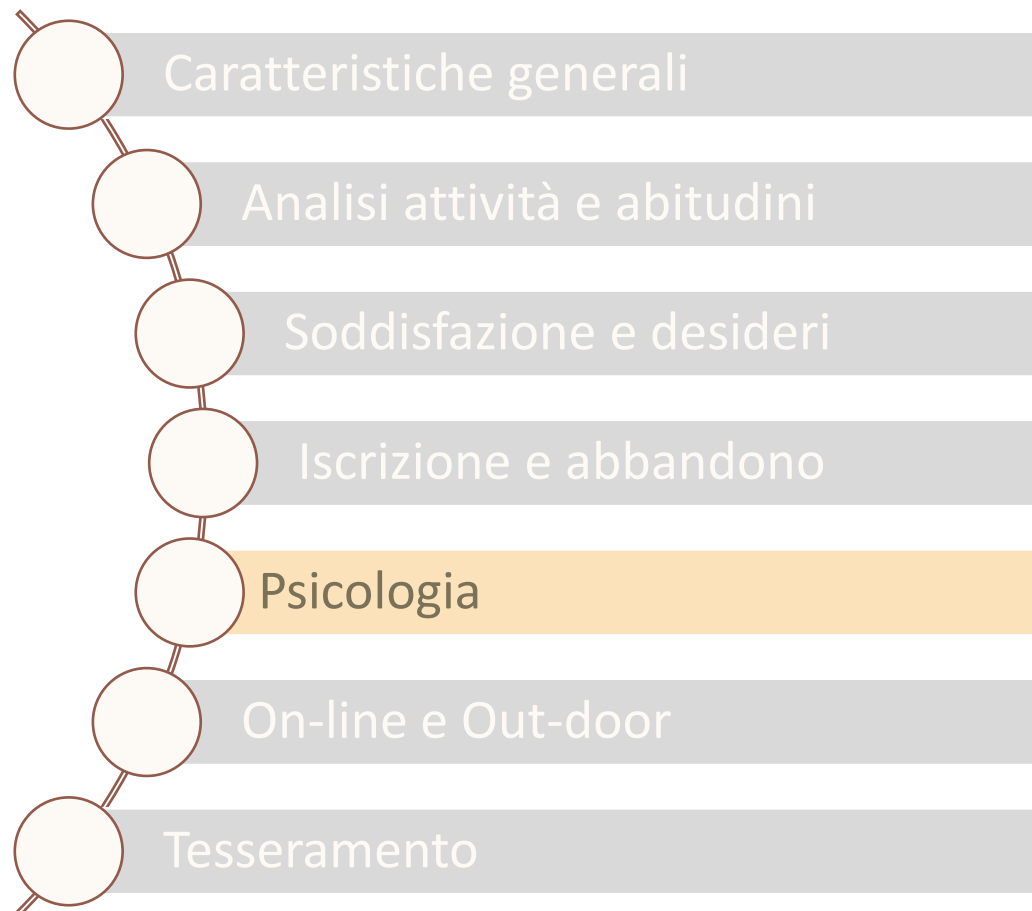 Caratteristiche generali
Analisi attività e abitudini
Soddisfazione e desideri
Iscrizione e abbandono
Psicologia
On-line e Out-door
Tesseramento